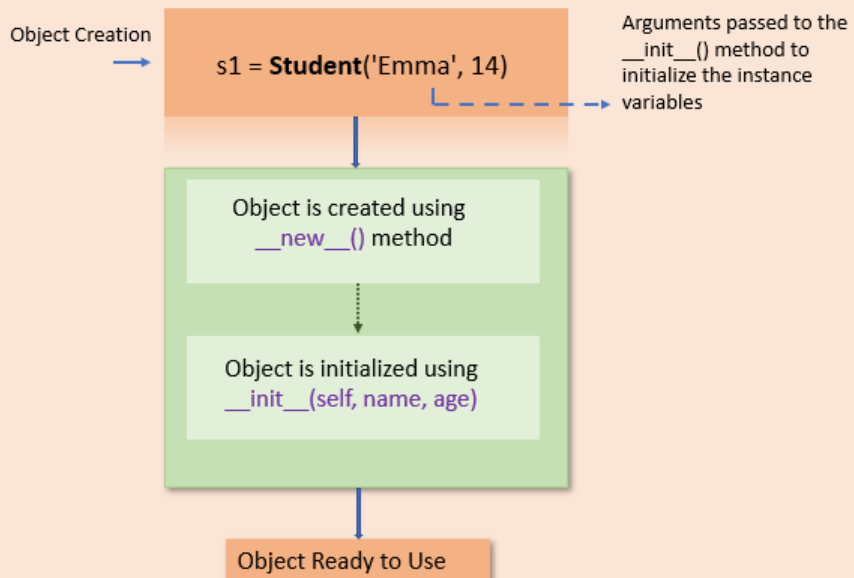 Object Creation
s1 = Student('Emma', 14)
Arguments passed to the
__init__() method to
initialize the instance
variables
Object is created using
__new__() method
Object is initialized using
__init__(self, name, age)
Object Ready to Use